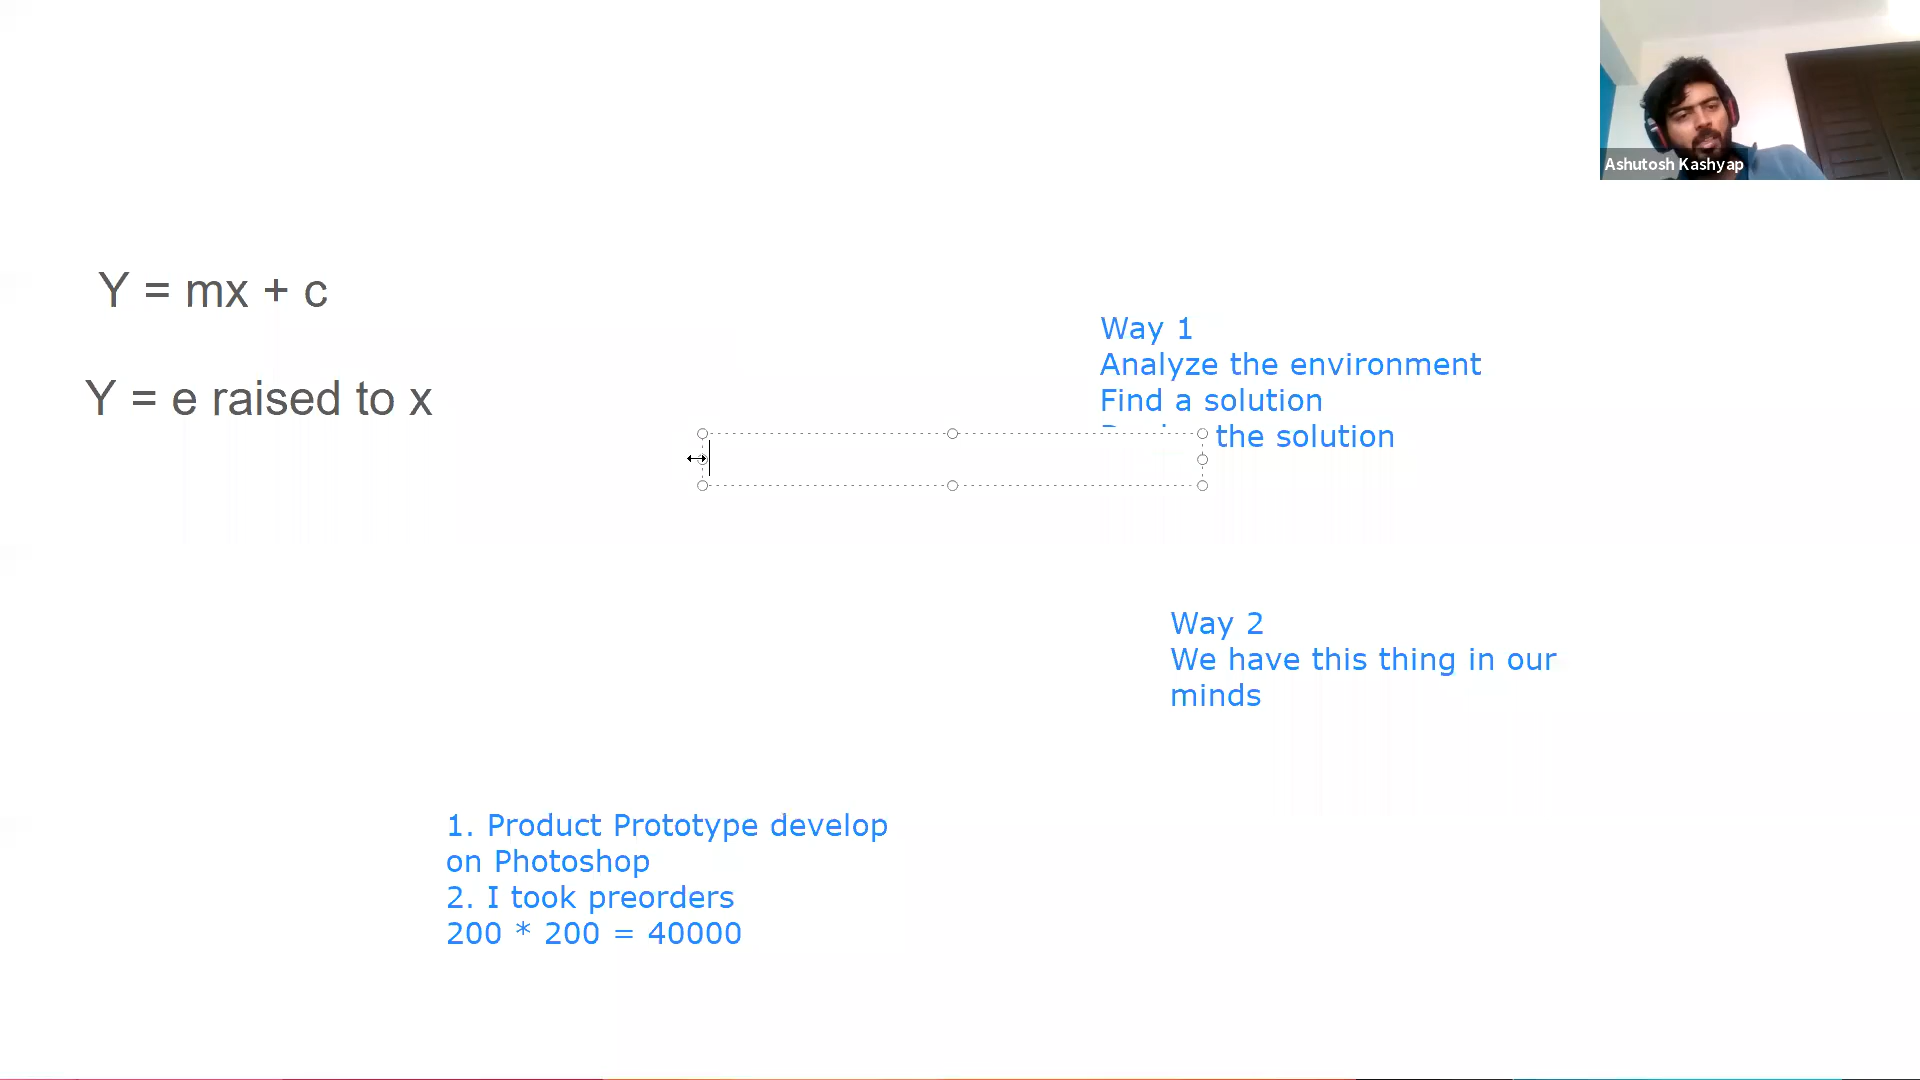 Ashutosh Kashyap
Y = mx + c
Y = e raised to x
Way 1
Analyze the environment
Find a solution
the solution
Way 2
We have this thing in our
minds
1. Product Prototype develop
on Photoshop
2. I took preorders
200 * 200 = 40000